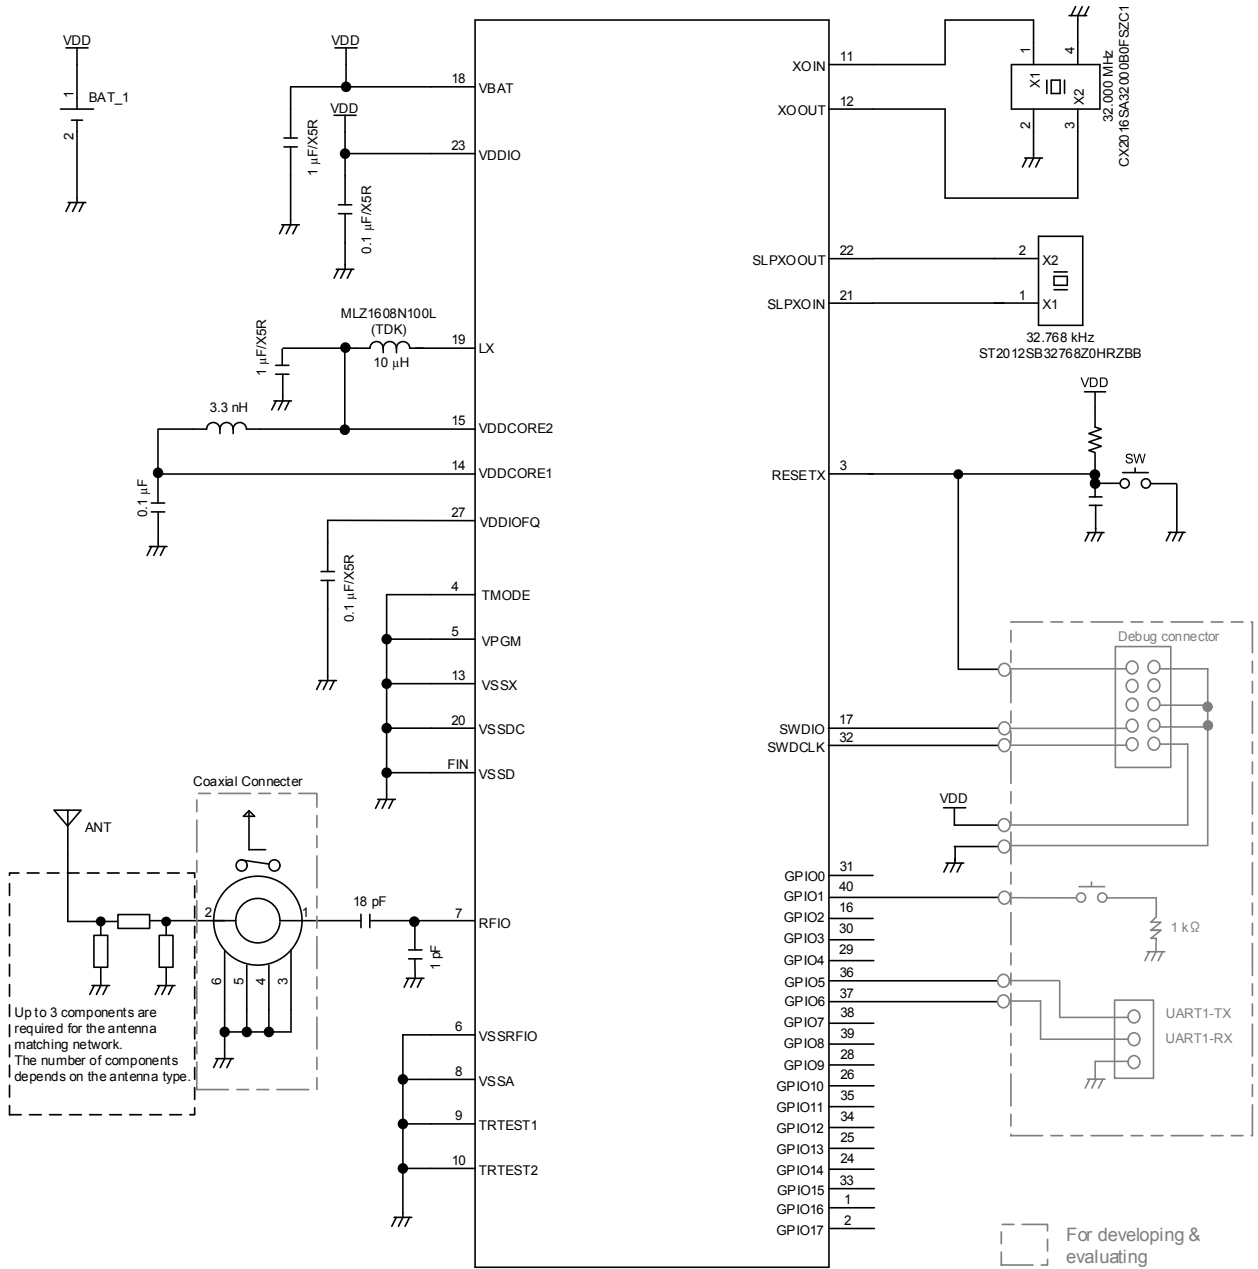 VDD
1
BAT_1
2
VDD
18
VBAT
1 μF/X5R
VDD
23
VDDIO
0.1 μF/X5R
MLZ1608N100L
(TDK)
10 μH
19
LX
1 μF/X5R
3.3 nH
15
VDDCORE2
14
VDDCORE1
0.1 μF
27
VDDIOFQ
0.1 μF/X5R
4
TMODE
5
VPGM
13
VSSX
20
VSSDC
FIN
VSSD
Coaxial Connecter
ANT
2
1
18 pF
7
RFIO
1 pF
6
5
4
3
Up to 3 components are
required for the antenna
matching network.
The number of components
depends on the antenna type.
6
VSSRFIO
8
VSSA
9
TRTEST1
10
TRTEST2
XOIN
11
XOOUT
12
1
4
X1
X2
2
3
32.000 MHz
CX2016SA32000B0FSZC1
SLPXOOUT
22
2
X2
SLPXOIN
21
1
X1
32.768 kHz
ST2012SB32768Z0HRZBB
VDD
RESETX
3
SW
Debug connector
SWDIO
17
SWDCLK
32
VDD
GPIO0
31
GPIO1
40
GPIO2
16
GPIO3
30
GPIO4
29
GPIO5
36
GPIO6
37
GPIO7
38
GPIO8
39
GPIO9
28
GPIO10
26
GPIO11
35
GPIO12
34
GPIO13
25
GPIO14
24
GPIO15
33
GPIO16
1
GPIO17
2
1 kΩ
UART1-TX
UART1-RX
For developing &
evaluating